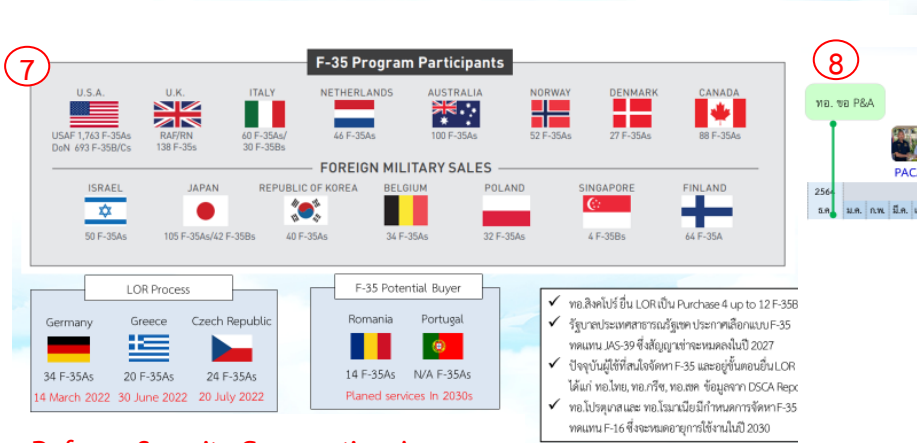 7
8
F-35 Program Participants
U.S.A.
U.K.
ITALY
NETHERLANDS
AUSTRALIA
NORWAY
DENMARK
CANADA
USAF 1,763 F-35As
DoN 693 F-35B/Cs
RAF/RN
138 F-35s
60 F-35As/
30 F-35Bs
46 F-35As
100 F-35As
52 F-35As
27 F-35As
88 F-35As
FOREIGN MILITARY SALES
ISRAEL
JAPAN
REPUBLIC OF KOREA
BELGIUM
POLAND
SINGAPORE
FINLAND
50 F-35As
105 F-35As/42 F-35Bs
40 F-35As
34 F-35As
32 F-35As
4 F-35Bs
64 F-35A
LOR Process
Germany
Greece
Czech Republic
34 F-35As
20 F-35As
24 F-35As
14 March 2022
30 June 2022
20 July 2022
F-35 Potential Buyer
Romania
Portugal
14 F-35As
N/A F-35As
Planed services In 2030s
✓ ทอ.สิงคโปร์ ยื่น LOR เป็น Purchase 4 up to 12 F-35B
✓ รัฐบาลประเทศสาธารณรัฐเชค ประกาศเลือกแบบ F-35
ทดแทน JAS-39 ซึ่งสัญญาเช่าจะหมดลงในปี 2027
✓ ปัจจุบันผู้ใช้ที่สนใจจัดหา F-35 และอยู่ขั้นตอนยื่น LOR
ได้แก่ ทอ.ไทย, ทอ.กรีซ, ทอ.สชค ข้อมูลจาก DSCA Repo
✓ ทอ.โปรตุเกสและ ทอ.โรมาเนียมีกำหนดการจัดหา F-35
ทดแทน F-16 ซึ่งจะหมดอายุการใช้งานในปี 2030
ทอ. ขอ P&A
PAC
2564
ธ.ค. ม.ค. ก.พ. มี.ค.